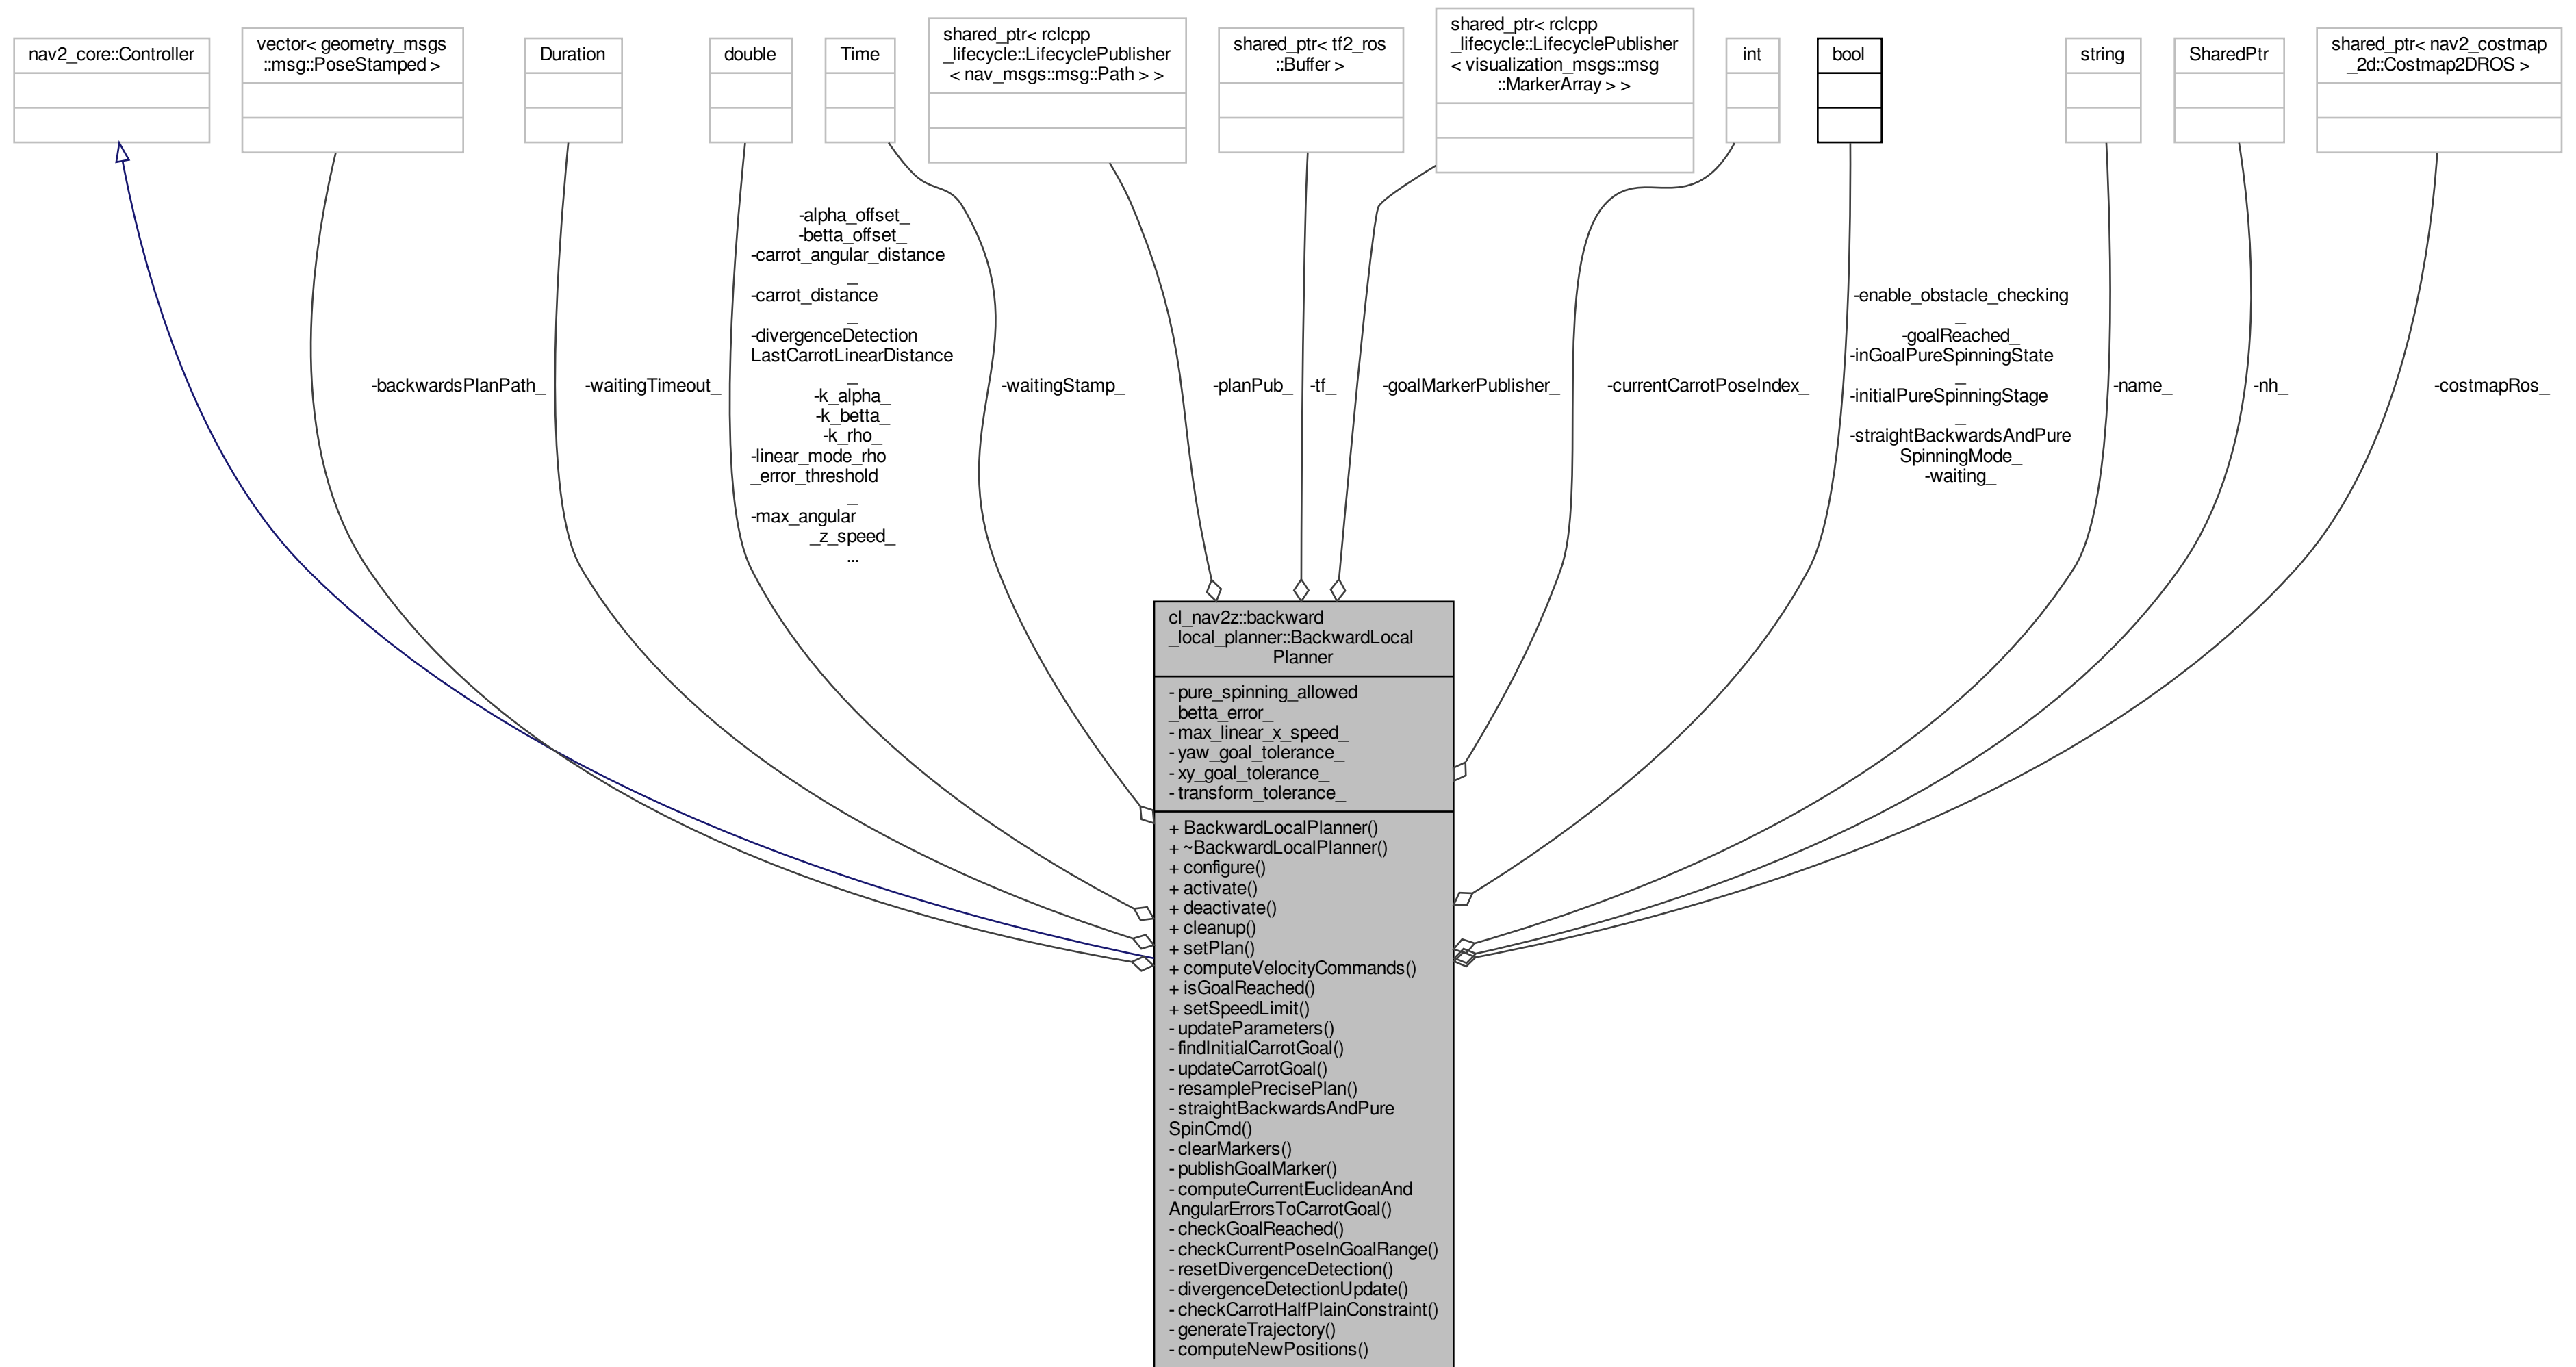 nav2_core::Controller
vector< geometry_msgs
::msg::PoseStamped >
Duration
double
Time
shared_ptr< rclcpp
_lifecycle::LifecyclePublisher
< nav_msgs::msg::Path > >
shared_ptr< tf2_ros
::Buffer >
shared_ptr< rclcpp
_lifecycle::LifecyclePublisher
< visualization_msgs::msg
::MarkerArray > >
int
bool
string
SharedPtr
shared_ptr< nav2_costmap
_2d::Costmap2DROS >
-backwardsPlanPath_
-waitingTimeout_
-alpha_offset_
-betta_offset_
-carrot_angular_distance
_
-carrot_distance
_
-divergenceDetection
LastCarrotLinearDistance
_
-k_alpha_
-k_betta_
-k_rho_
-linear_mode_rho
_error_threshold
_
-max_angular
_z_speed_
...
-waitingStamp_
-planPub_
-tf_
-goalMarkerPublisher_
-currentCarrotPoseIndex_
-enable_obstacle_checking
_
-goalReached_
-inGoalPureSpinningState
_
-initialPureSpinningStage
_
-straightBackwardsAndPure
SpinningMode_
-waiting_
-name_
-nh_
-costmapRos_
cl_nav2z::backward
_local_planner::BackwardLocal
Planner
- pure_spinning_allowed
_betta_error_
- max_linear_x_speed_
- yaw_goal_tolerance_
- xy_goal_tolerance_
- transform_tolerance_
+ BackwardLocalPlanner()
+ ~BackwardLocalPlanner()
+ configure()
+ activate()
+ deactivate()
+ cleanup()
+ setPlan()
+ computeVelocityCommands()
+ isGoalReached()
+ setSpeedLimit()
- updateParameters()
- findInitialCarrotGoal()
- updateCarrotGoal()
- resamplePrecisePlan()
- straightBackwardsAndPure
SpinCmd()
- clearMarkers()
- publishGoalMarker()
- computeCurrentEuclideanAnd
AngularErrorsToCarrotGoal()
- checkGoalReached()
- checkCurrentPoseInGoalRange()
- resetDivergenceDetection()
- divergenceDetectionUpdate()
- checkCarrotHalfPlainConstraint()
- generateTrajectory()
- computeNewPositions()